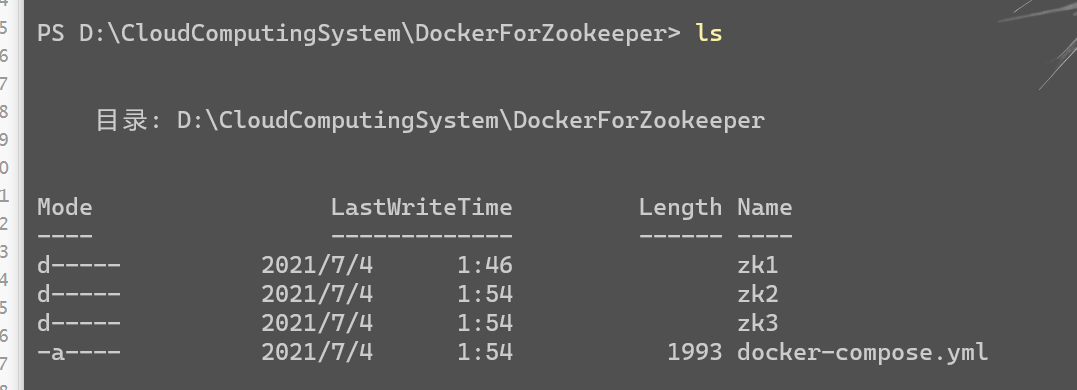 PS D:\CloudComputingSystem\DockerForZookeeper> ls
目录: D:\CloudComputingSystem\DockerForZookeeper
Mode LastWriteTime Length Name
---- ------------- ------ ----
d----- 2021/7/4 1:46 zk1
d----- 2021/7/4 1:54 zk2
d----- 2021/7/4 1:54 zk3
-a---- 2021/7/4 1:54 1993 docker-compose.yml